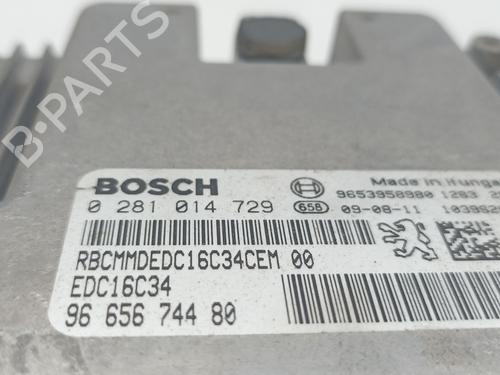 BOSCH
Made in
9653958980 1283
0 281 014 729
658
09-08-11
RBCMMDEDC16C34CEM 00
EDC16C34
96 656 744 80
B-PARTS